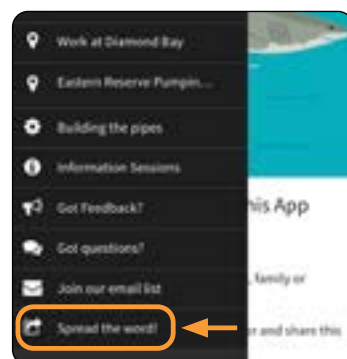 Work at Diamond Bay
Eastern Reserve Pumpin...
Building the pipes
Information Sessions
Got Feedback?
his App
Got questions?
Join our email list
, family or
Spread the word!
r and share this